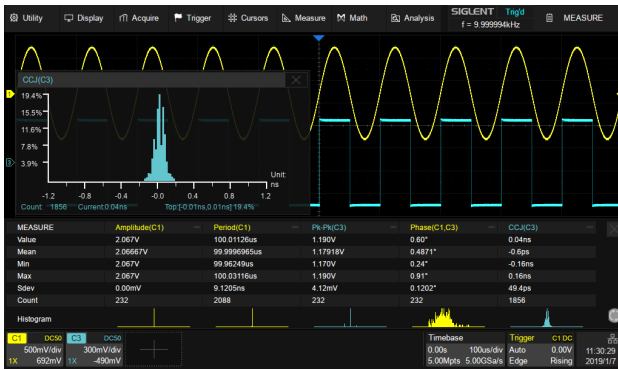 Utility Display Acquire Trigger Cursors Measure Math Analysis SIGLENT Trig'd f = 9.999994kHz MEASURE
CCJ(C3)
19.4%
15.5%
11.6%
7.8%
3.9%
Unit:
ns
-1.2 -0.8 -0.4 -0.0 0.4 0.8 1.2
Count 1856 Current 0.04ns Top:[-0.01ns,0.01ns] 19.4%
1
3
MEASURE Amplitude(C1) Period(C1) Pk-Pk(C3) Phase(C1,C3) CCJ(C3)
Value 2.067V 100.01126us 1.190V 0.60° 0.04ns
Mean 2.06667V 99.9996965us 1.17918V 0.4871° -0.6ps
Min 2.067V 99.96249us 1.170V 0.24° -0.16ns
Max 2.067V 100.03116us 1.190V 0.91° 0.16ns
Sdev 0.00mV 9.1205ns 4.12mV 0.1202° 49.4ps
Count 232 2088 232 232 1856
Histogram
C1 DC50 C3 DC50 Timebase Trigger C1 DC
500mV/div 300mV/div 0.00s 100us/div Auto 0.00V 11:30:29
1X 692mV 1X -490mV 5.00Mpts 5.00GSa/s Edge Rising 2019/1/7